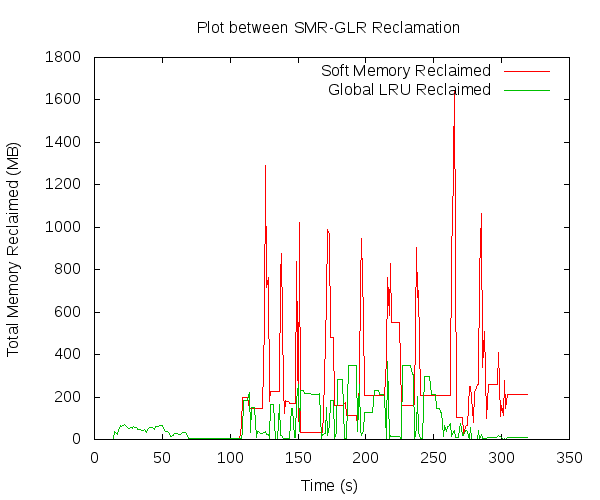 Plot between SMR-GLR Reclamation
Soft Memory Reclaimed
Global LRU Reclaimed
Total Memory Reclaimed (MB)
1800
1600
1400
1200
1000
800
600
400
200
0
0 50 100 150 200 250 300 350
Time (s)